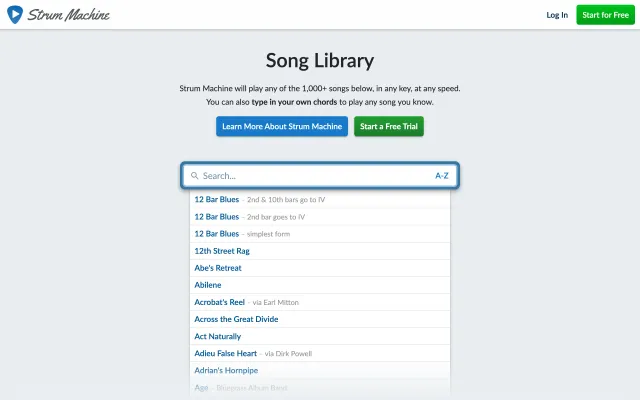 Strum Machine
Log In
Start for Free
Song Library
Strum Machine will play any of the 1,000+ songs below, in any key, at any speed.
You can also type in your own chords to play any song you know.
Learn More About Strum Machine
Start a Free Trial
Search...
A-Z
12 Bar Blues – 2nd & 10th bars go to IV
12 Bar Blues – 2nd bar goes to IV
12 Bar Blues – simplest form
12th Street Rag
Abe's Retreat
Abilene
Acrobat's Reel – via Earl Mitton
Across the Great Divide
Act Naturally
Adieu False Heart – via Dirk Powell
Adrian's Hornpipe
Age – Bluegrass Album Band